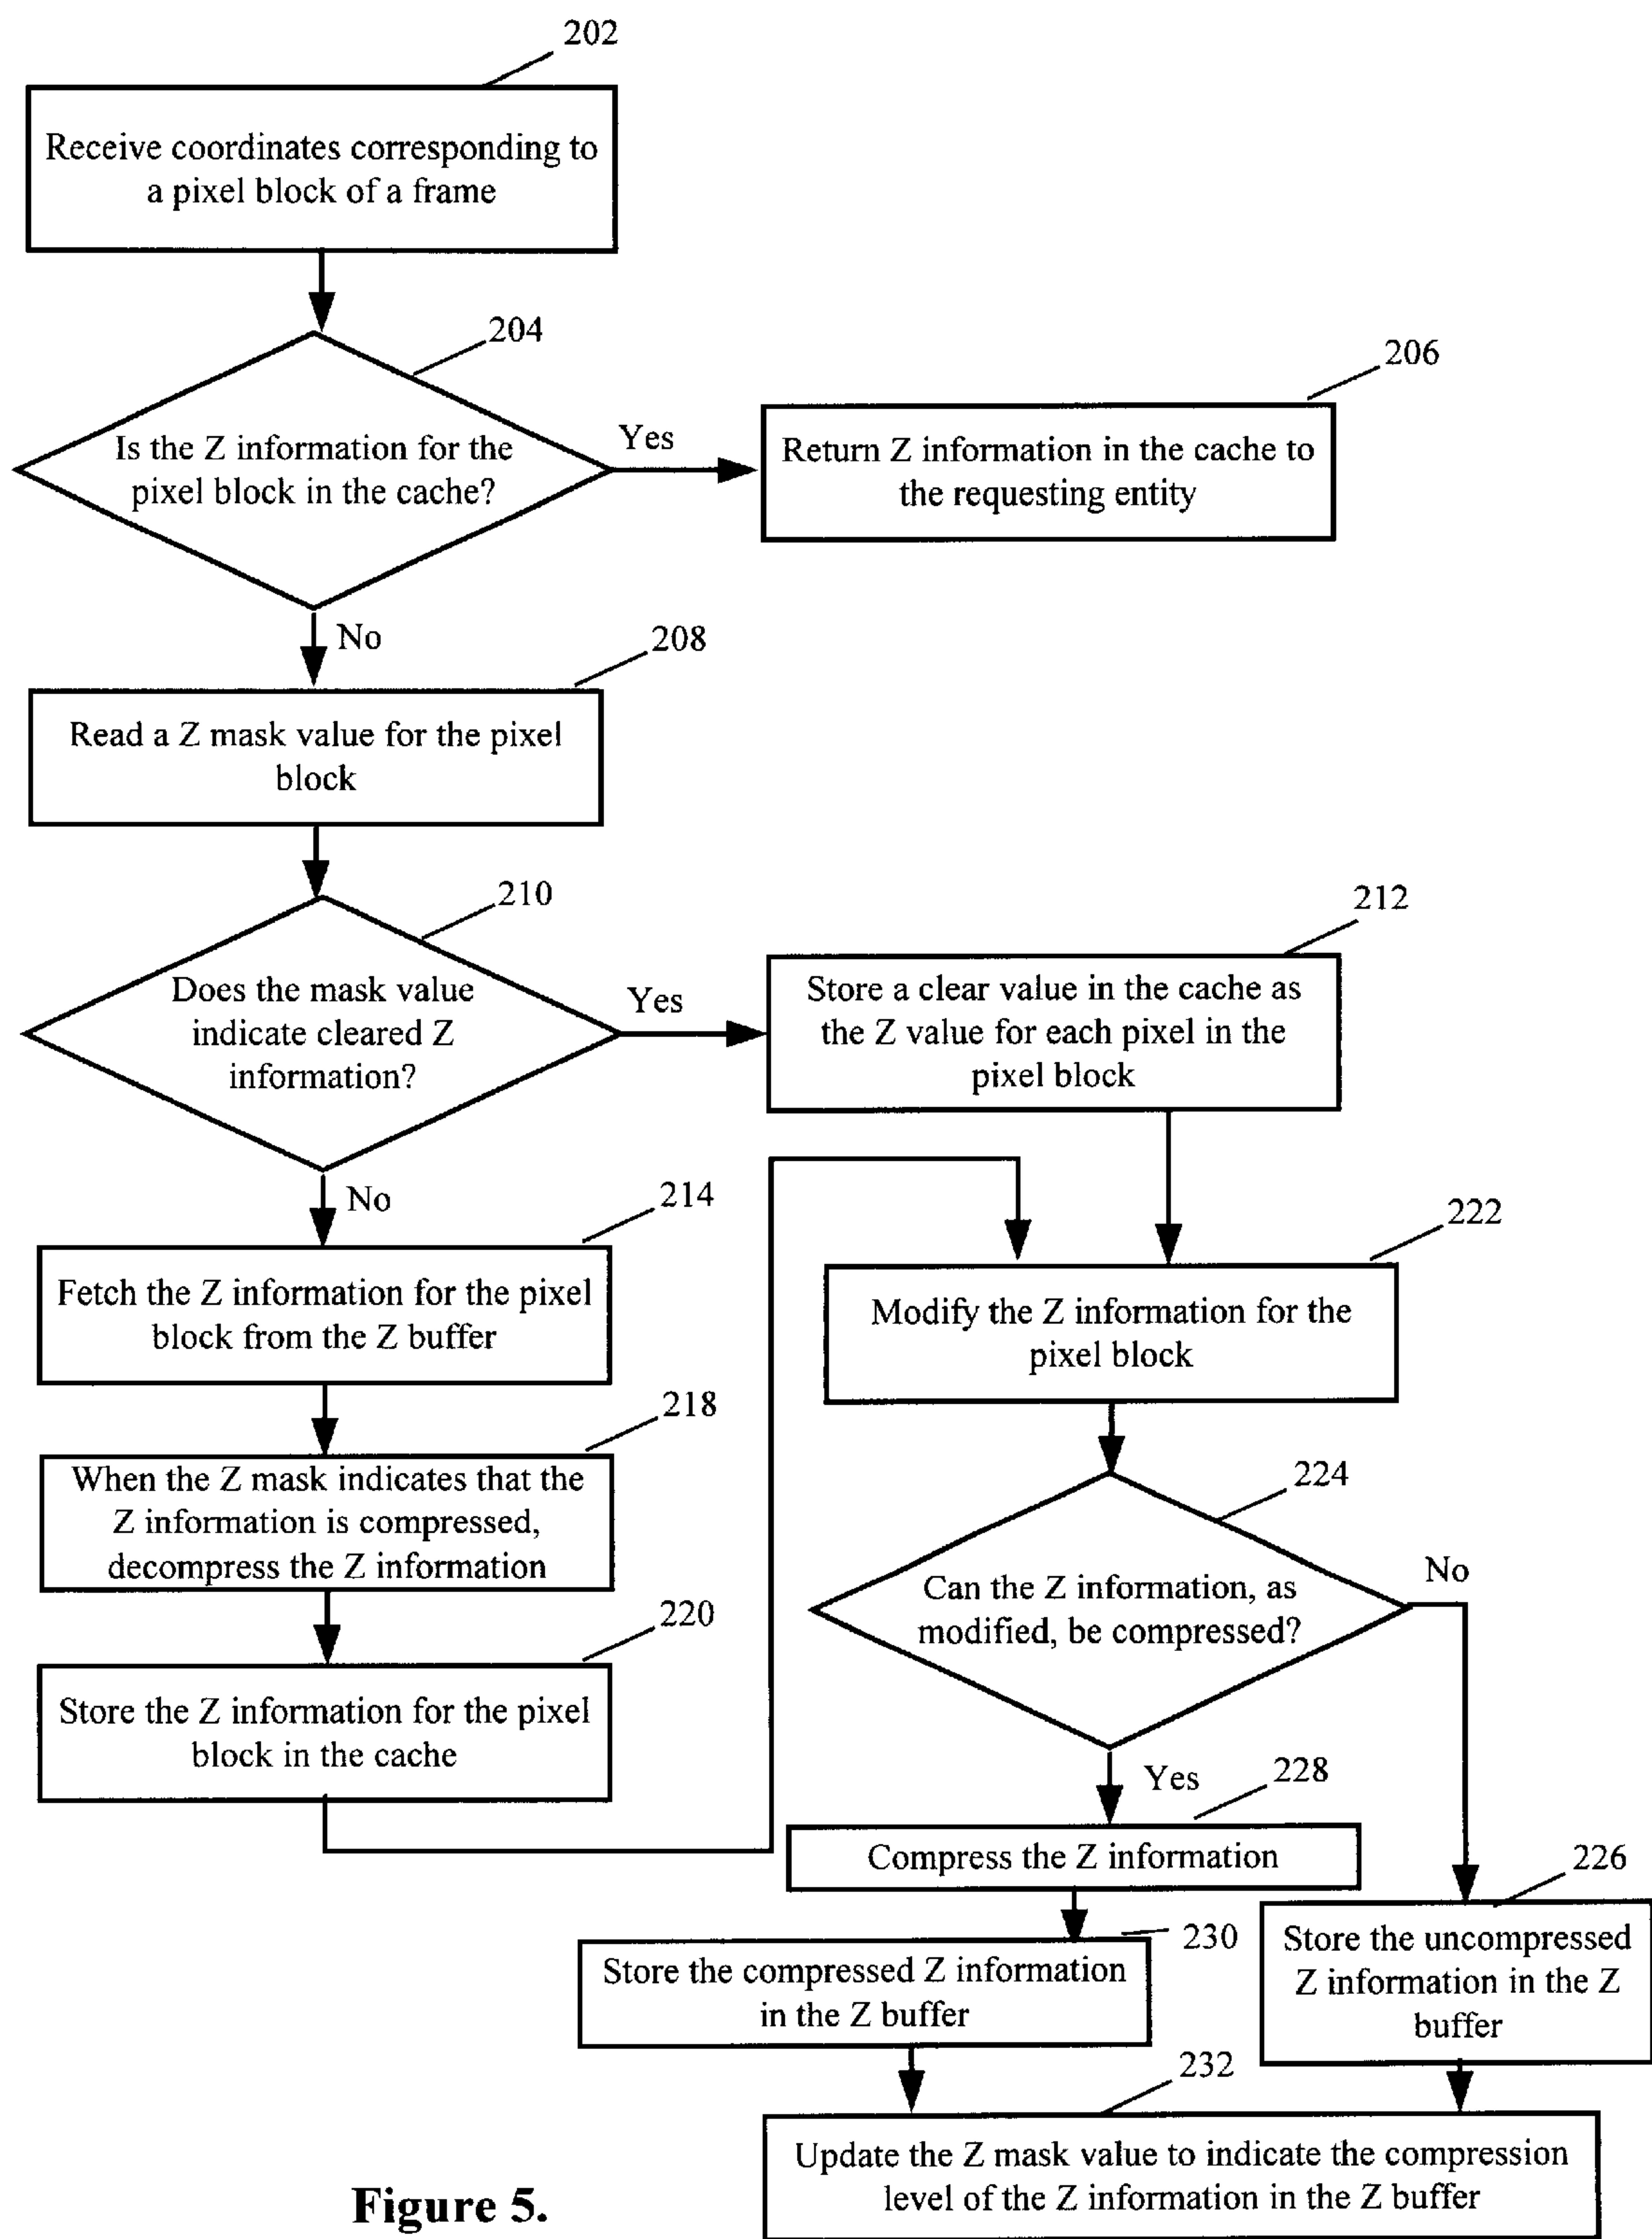 202
Receive coordinates corresponding to
a pixel block of a frame
204
Is the Z information for the
pixel block in the cache?
Yes
206
Return Z information in the cache to
the requesting entity
No
208
Read a Z mask value for the pixel
block
210
Does the mask value
indicate cleared Z
information?
Yes
212
Store a clear value in the cache as
the Z value for each pixel in the
pixel block
No
214
Fetch the Z information for the pixel
block from the Z buffer
218
When the Z mask indicates that the
Z information is compressed,
decompress the Z information
220
Store the Z information for the pixel
block in the cache
222
Modify the Z information for the
pixel block
224
Can the Z information, as
modified, be compressed?
No
Yes
228
Compress the Z information
226
Store the uncompressed
Z information in the Z
buffer
230
Store the compressed Z information
in the Z buffer
232
Update the Z mask value to indicate the compression
level of the Z information in the Z buffer
Figure 5.